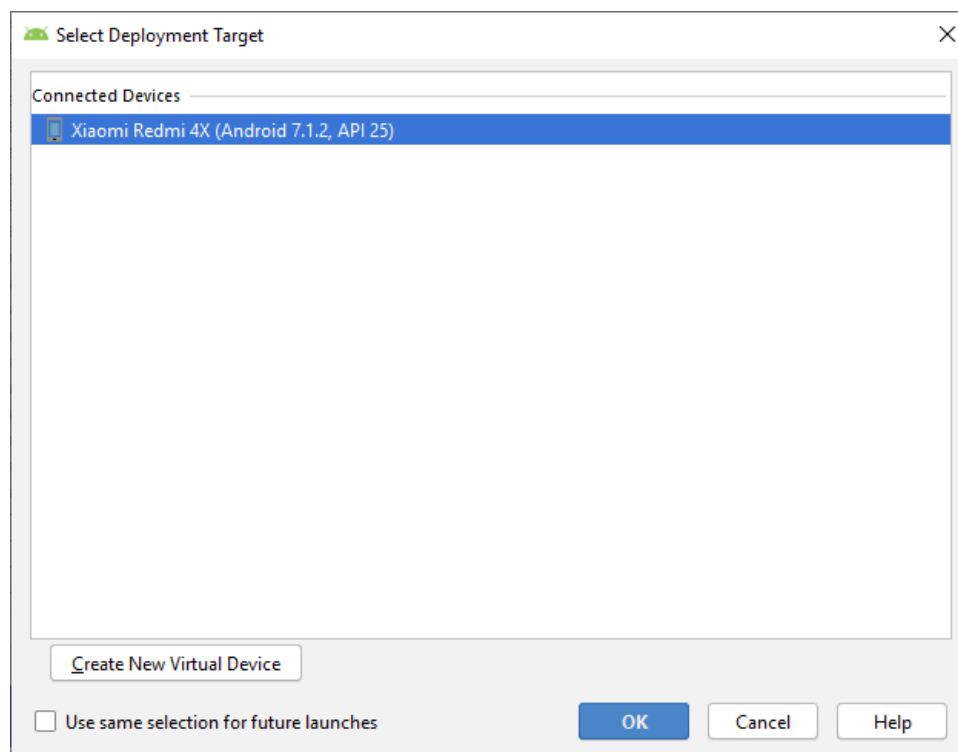 Select Deployment Target
Connected Devices
Xiaomi Redmi 4X (Android 7.1.2, API 25)
Create New Virtual Device
Use same selection for future launches
OK
Cancel
Help